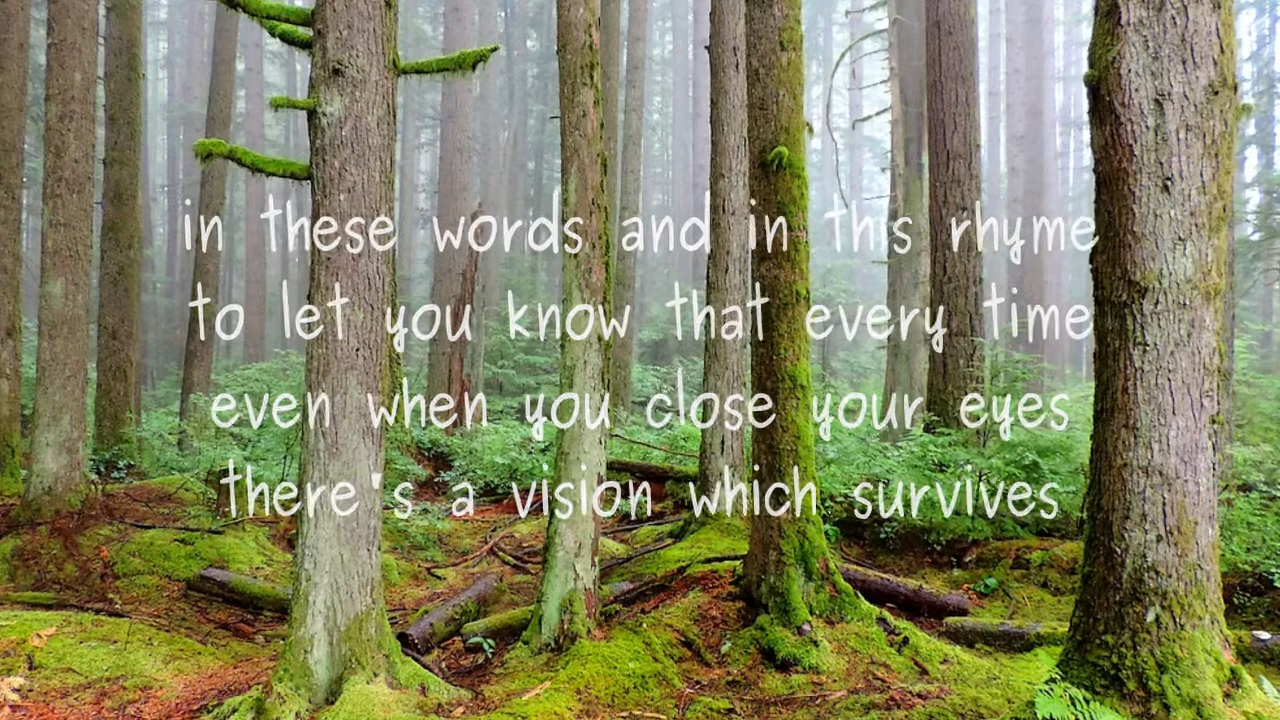 in these words and in this rhyme
to let you know that every time
even when you close your eyes
there's a vision which survives